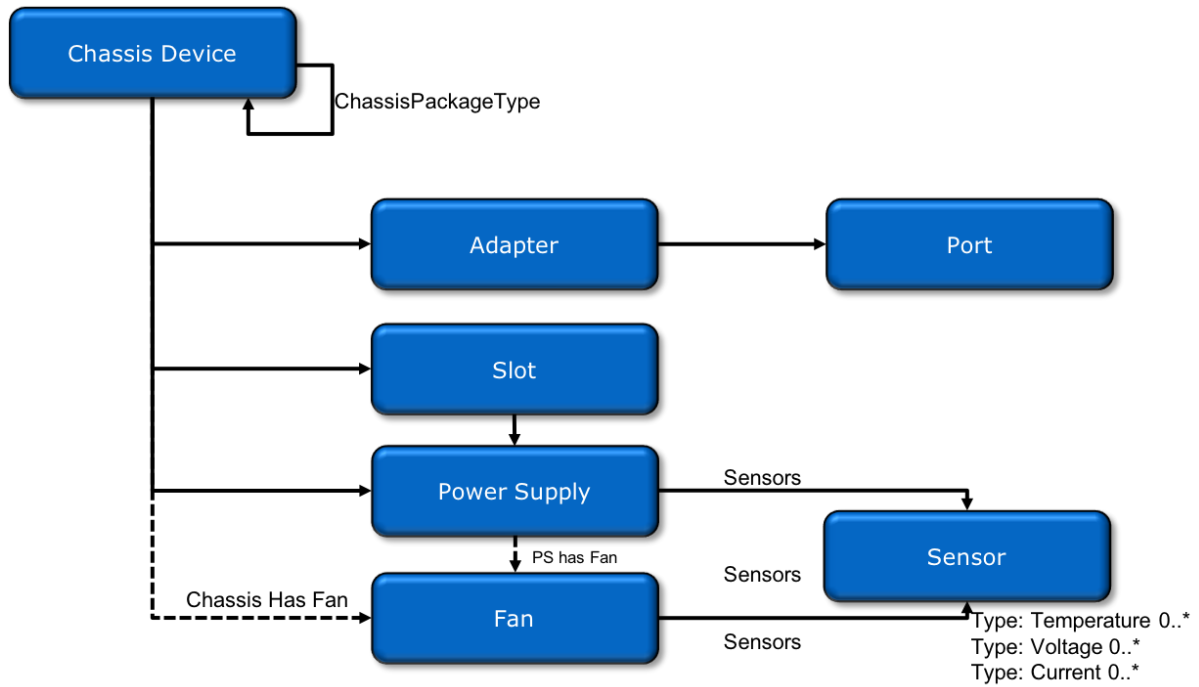 Chassis Device
ChassisPackageType
Adapter
Port
Slot
Power Supply
Sensors
Sensor
PS has Fan
Sensors
Chassis Has Fan
Fan
Sensors
Type: Temperature 0..*
Type: Voltage 0..*
Type: Current 0..*